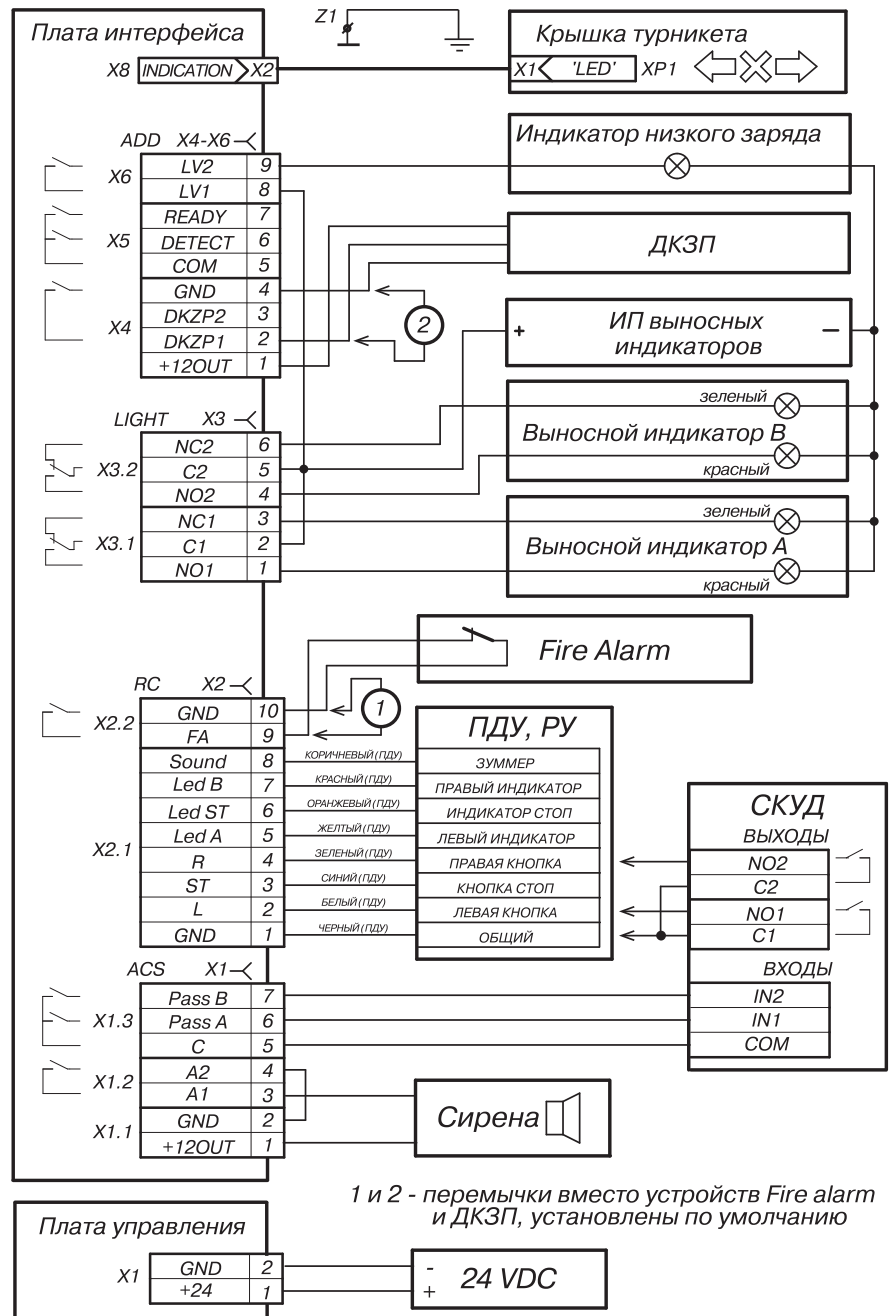 Плата интерфейса
Z1
Крышка турникета
X8 INDICATION X2
X1 'LED' XP1
ADD X4-X6
X6
LV2 9
LV1 8
X5
READY 7
DETECT 6
COM 5
X4
GND 4
DKZP2 3
DKZP1 2
+12OUT 1
Индикатор низкого заряда
ДКЗП
2
+ ИП выносных –
индикаторов
LIGHT X3
X3.2
NC2 6
C2 5
NO2 4
X3.1
NC1 3
C1 2
NO1 1
зеленый
Выносной индикатор В
красный
зеленый
Выносной индикатор А
красный
Fire Alarm
RC X2
X2.2
GND 10
FA 9
1
X2.1
Sound 8
Led B 7
Led ST 6
Led A 5
R 4
ST 3
L 2
GND 1
КОРИЧНЕВЫЙ (ПДУ)
КРАСНЫЙ (ПДУ)
ОРАНЖЕВЫЙ (ПДУ)
ЖЕЛТЫЙ (ПДУ)
ЗЕЛЕНЫЙ (ПДУ)
СИНИЙ (ПДУ)
БЕЛЫЙ (ПДУ)
ЧЕРНЫЙ (ПДУ)
ПДУ, РУ
ЗУММЕР
ПРАВЫЙ ИНДИКАТОР
ИНДИКАТОР СТОП
ЛЕВЫЙ ИНДИКАТОР
ПРАВАЯ КНОПКА
КНОПКА СТОП
ЛЕВАЯ КНОПКА
ОБЩИЙ
СКУД
ВЫХОДЫ
NO2
C2
NO1
C1
ВХОДЫ
IN2
IN1
COM
ACS X1
X1.3
Pass B 7
Pass A 6
C 5
X1.2
A2 4
A1 3
X1.1
GND 2
+12OUT 1
Сирена
1 и 2 - перемычки вместо устройств Fire alarm
и ДКЗП, установлены по умолчанию
Плата управления
X1
GND 2
+24 1
- 24 VDC
+